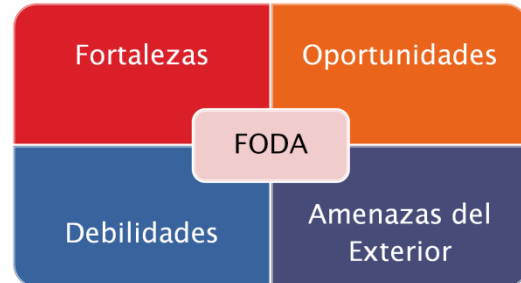 Fortalezas
Oportunidades
FODA
Debilidades
Amenazas del
Exterior